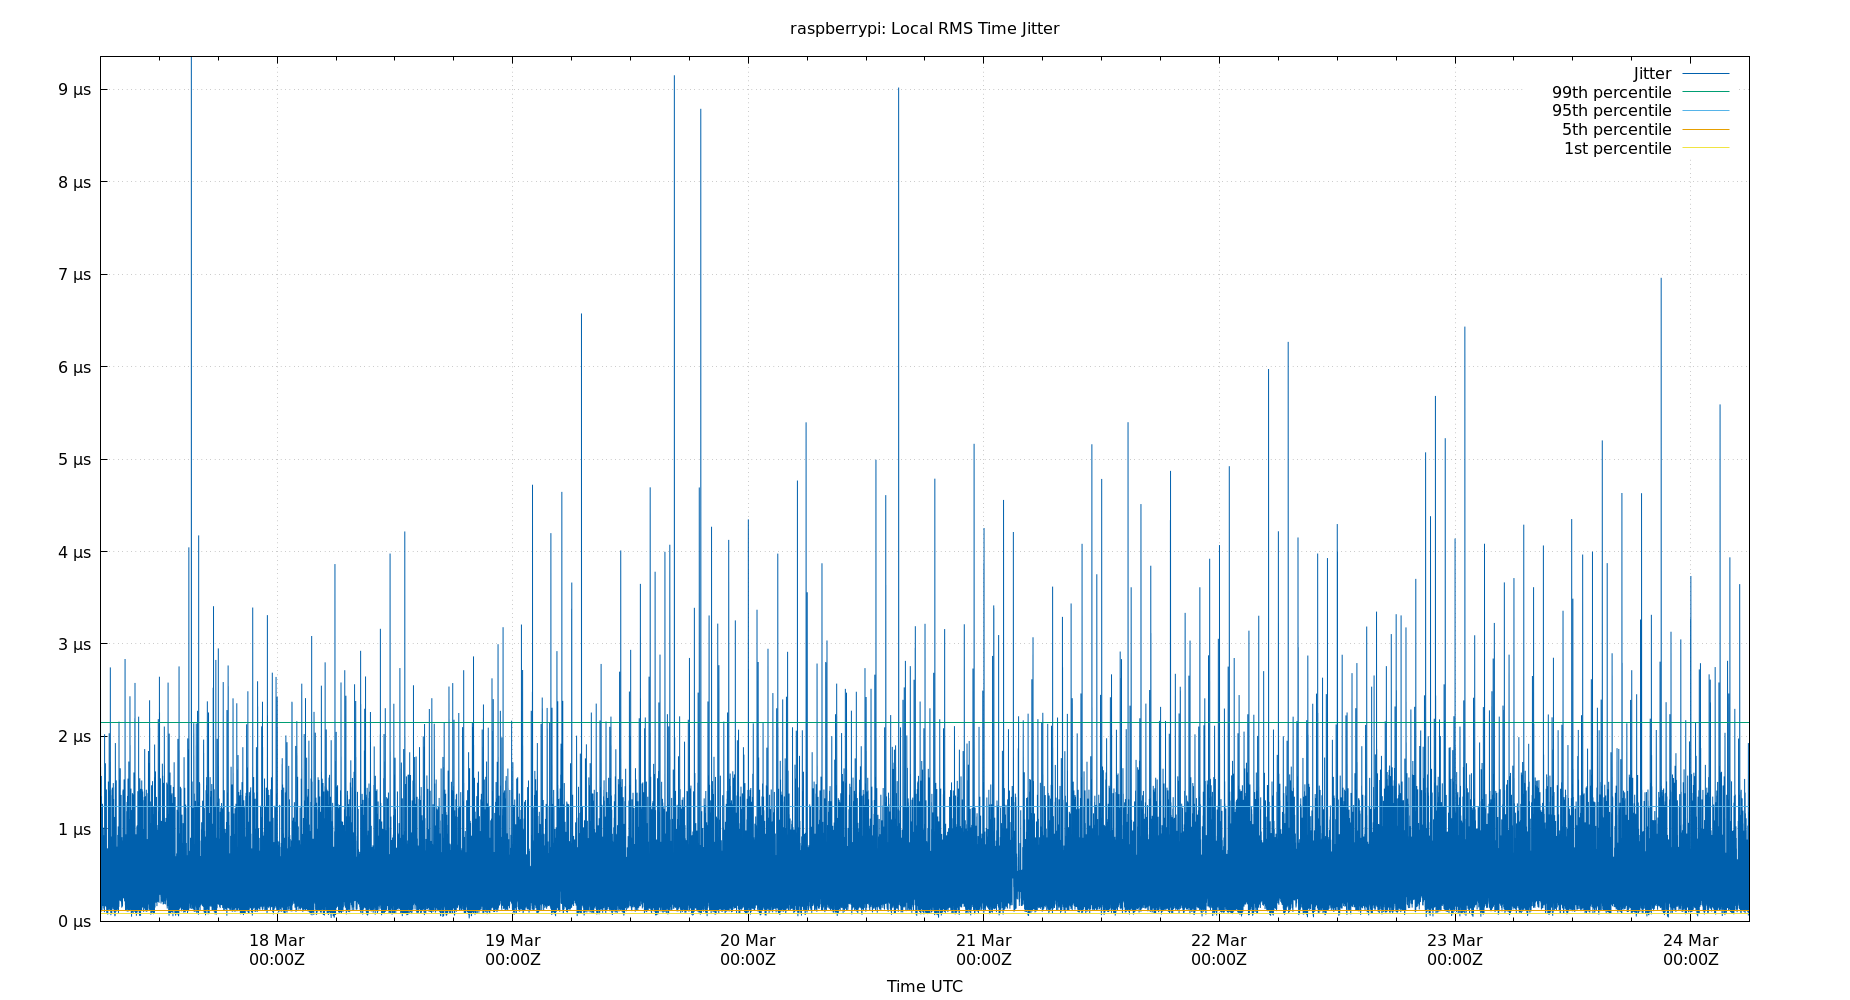 raspberrypi: Local RMS Time Jitter
Jitter
99th percentile
95th percentile
5th percentile
1st percentile
9 µs
8 µs
7 µs
6 µs
5 µs
4 µs
3 µs
2 µs
1 µs
0 µs
18 Mar 19 Mar 20 Mar 21 Mar 22 Mar 23 Mar 24 Mar
00:00Z 00:00Z 00:00Z 00:00Z 00:00Z 00:00Z 00:00Z
Time UTC